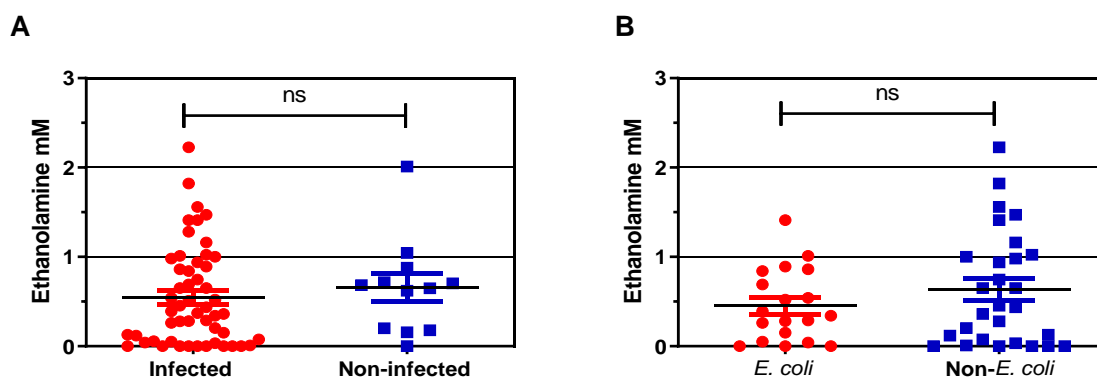 A
Ethanolamine mM
3
2
1
0
ns
Infected
Non-infected
B
Ethanolamine mM
3
2
1
0
ns
E. coli
Non-E. coli